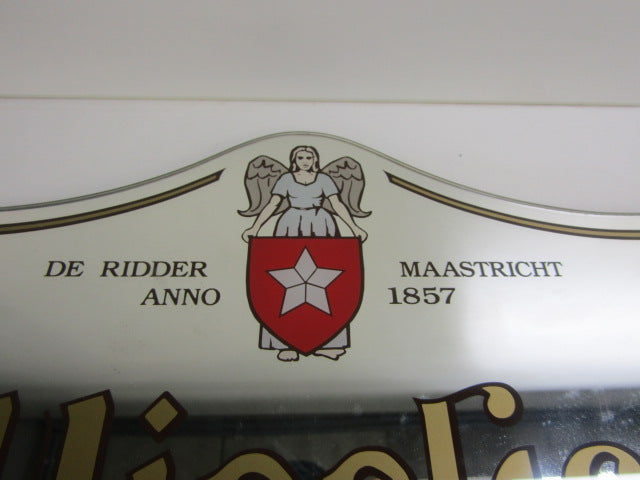 DE RIDDER MAASTRICHT
ANNO 1857